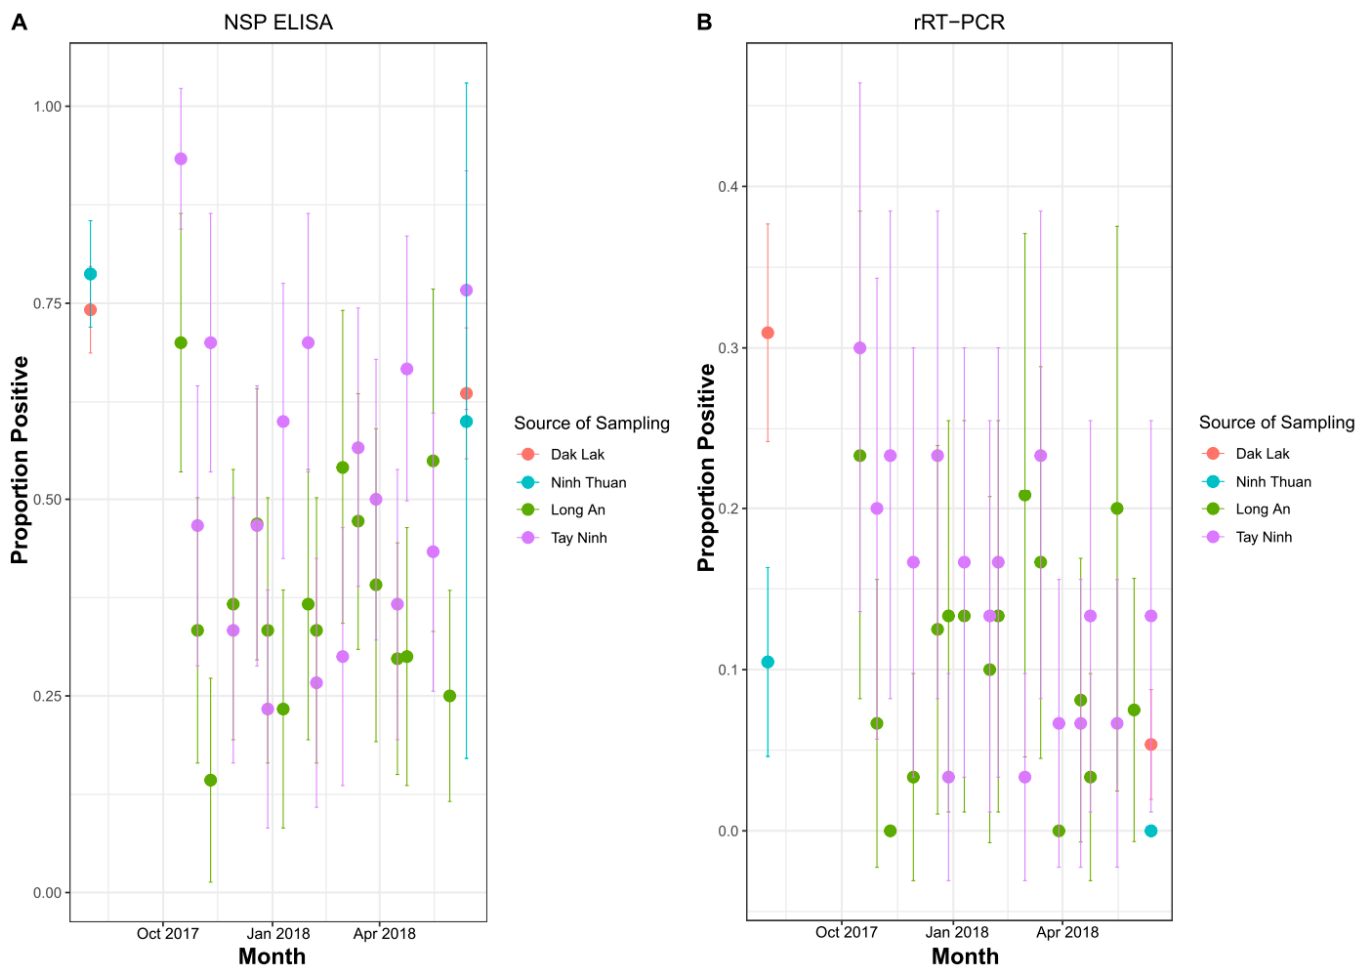 A
NSP ELISA
Proportion Positive
1.00
0.75
0.50
0.25
0.00
Oct 2017
Jan 2018
Apr 2018
Month
Source of Sampling
Dak Lak
Ninh Thuan
Long An
Tay Ninh
B
rRT−PCR
Proportion Positive
0.4
0.3
0.2
0.1
0.0
Oct 2017
Jan 2018
Apr 2018
Month
Source of Sampling
Dak Lak
Ninh Thuan
Long An
Tay Ninh